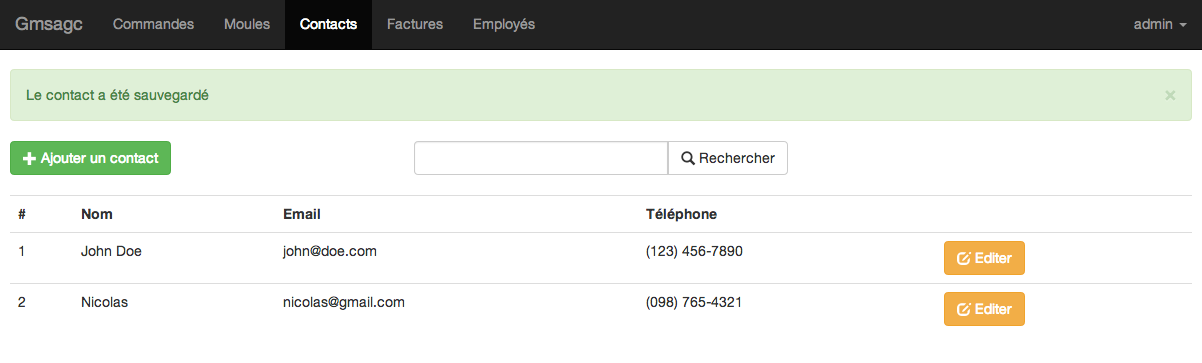 Gmsagc Commandes Moules Contacts Factures Employés admin
Le contact a été sauvegardé ×
Ajouter un contact Rechercher
# Nom Email Téléphone
1 John Doe john@doe.com (123) 456-7890 Editer
2 Nicolas nicolas@gmail.com (098) 765-4321 Editer